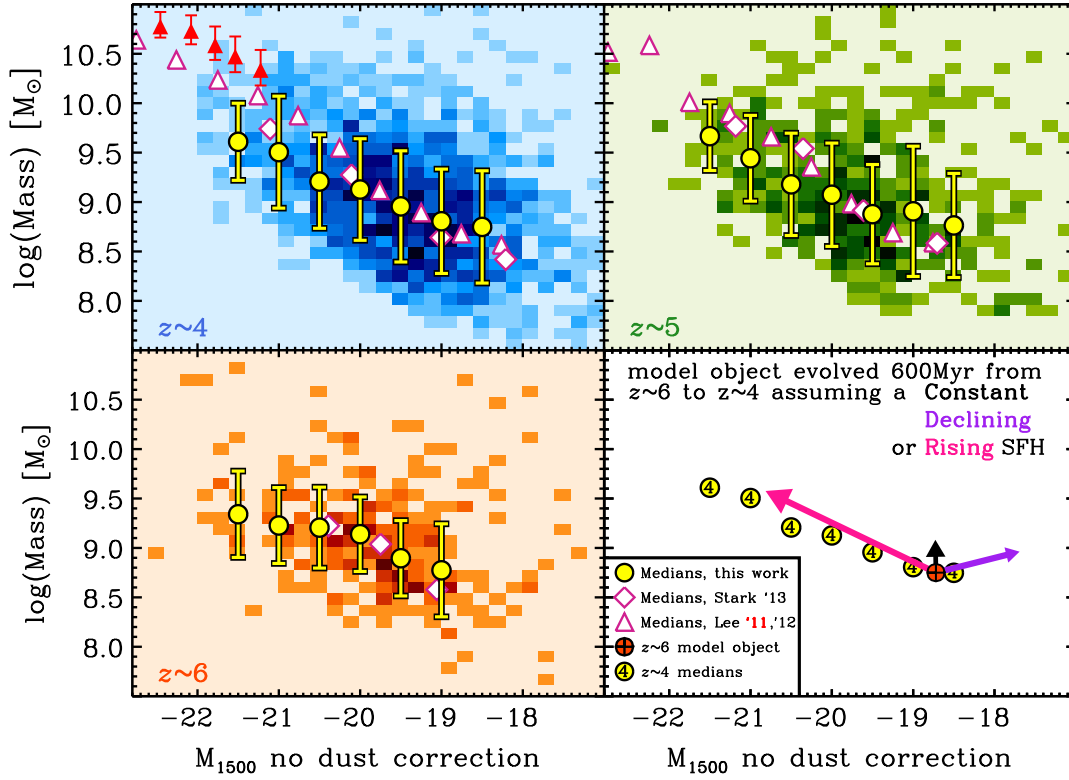 log(Mass) [M⊙]
10.5
10.0
9.5
9.0
8.5
8.0
z~4
z~5
log(Mass) [M⊙]
10.5
10.0
9.5
9.0
8.5
8.0
z~6
model object evolved 600Myr from
z~6 to z~4 assuming a Constant
Declining
or Rising SFH
4 4 4 4 4 4 4
Medians, this work
Medians, Stark '13
Medians, Lee '11,'12
z~6 model object
4 z~4 medians
-22 -21 -20 -19 -18
-22 -21 -20 -19 -18
M1500 no dust correction
M1500 no dust correction